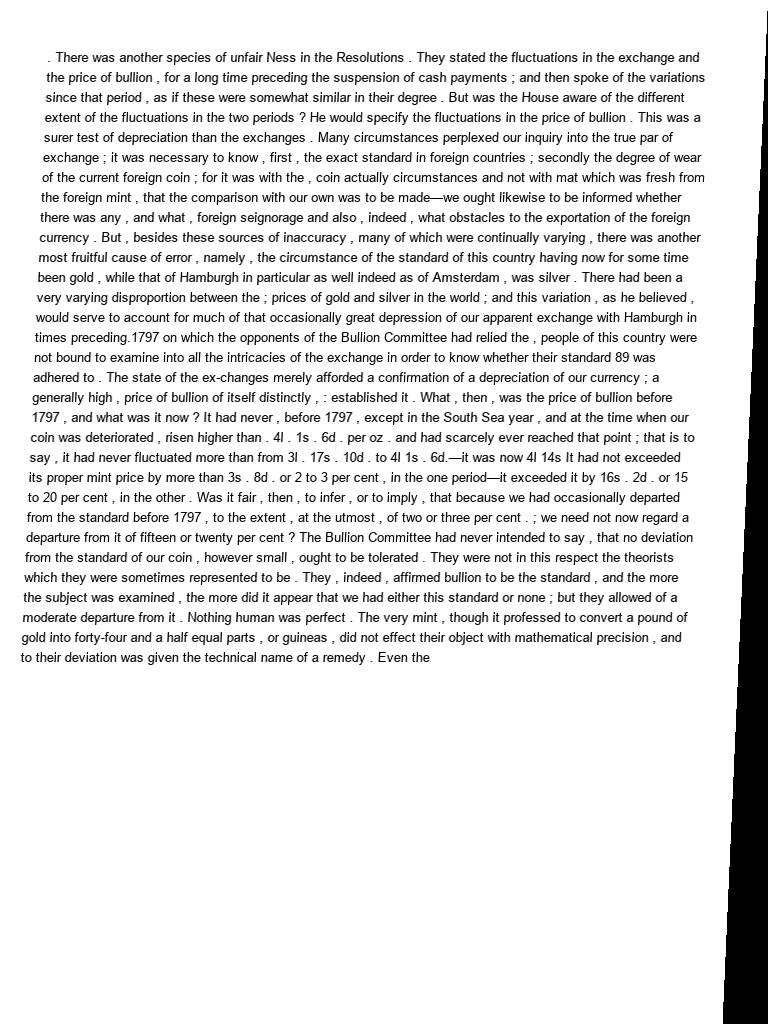 . There was another species of unfair Ness in the Resolutions . They stated the fluctuations in the exchange and
the price of bullion , for a long time preceding the suspension of cash payments ; and then spoke of the variations
since that period , as if these were somewhat similar in their degree . But was the House aware of the different
extent of the fluctuations in the two periods ? He would specify the fluctuations in the price of bullion . This was a
surer test of depreciation than the exchanges . Many circumstances perplexed our inquiry into the true par of
exchange ; it was necessary to know , first , the exact standard in foreign countries ; secondly the degree of wear
of the current foreign coin ; for it was with the , coin actually circumstances and not with mat which was fresh from
the foreign mint , that the comparison with our own was to be made—we ought likewise to be informed whether
there was any , and what , foreign seignorage and also , indeed , what obstacles to the exportation of the foreign
currency . But , besides these sources of inaccuracy , many of which were continually varying , there was another
most fruitful cause of error , namely , the circumstance of the standard of this country having now for some time
been gold , while that of Hamburgh in particular as well indeed as of Amsterdam , was silver . There had been a
very varying disproportion between the ; prices of gold and silver in the world ; and this variation , as he believed ,
would serve to account for much of that occasionally great depression of our apparent exchange with Hamburgh in
times preceding.1797 on which the opponents of the Bullion Committee had relied the , people of this country were
not bound to examine into all the intricacies of the exchange in order to know whether their standard 89 was
adhered to . The state of the ex-changes merely afforded a confirmation of a depreciation of our currency ; a
generally high , price of bullion of itself distinctly , : established it . What , then , was the price of bullion before
1797 , and what was it now ? It had never , before 1797 , except in the South Sea year , and at the time when our
coin was deteriorated , risen higher than . 4l . 1s . 6d . per oz . and had scarcely ever reached that point ; that is to
say , it had never fluctuated more than from 3l . 17s . 10d . to 4l 1s . 6d.—it was now 4l 14s It had not exceeded
its proper mint price by more than 3s . 8d . or 2 to 3 per cent , in the one period—it exceeded it by 16s . 2d . or 15
to 20 per cent , in the other . Was it fair , then , to infer , or to imply , that because we had occasionally departed
from the standard before 1797 , to the extent , at the utmost , of two or three per cent . ; we need not now regard a
departure from it of fifteen or twenty per cent ? The Bullion Committee had never intended to say , that no deviation
from the standard of our coin , however small , ought to be tolerated . They were not in this respect the theorists
which they were sometimes represented to be . They , indeed , affirmed bullion to be the standard , and the more
the subject was examined , the more did it appear that we had either this standard or none ; but they allowed of a
moderate departure from it . Nothing human was perfect . The very mint , though it professed to convert a pound of
gold into forty-four and a half equal parts , or guineas , did not effect their object with mathematical precision , and
to their deviation was given the technical name of a remedy . Even the